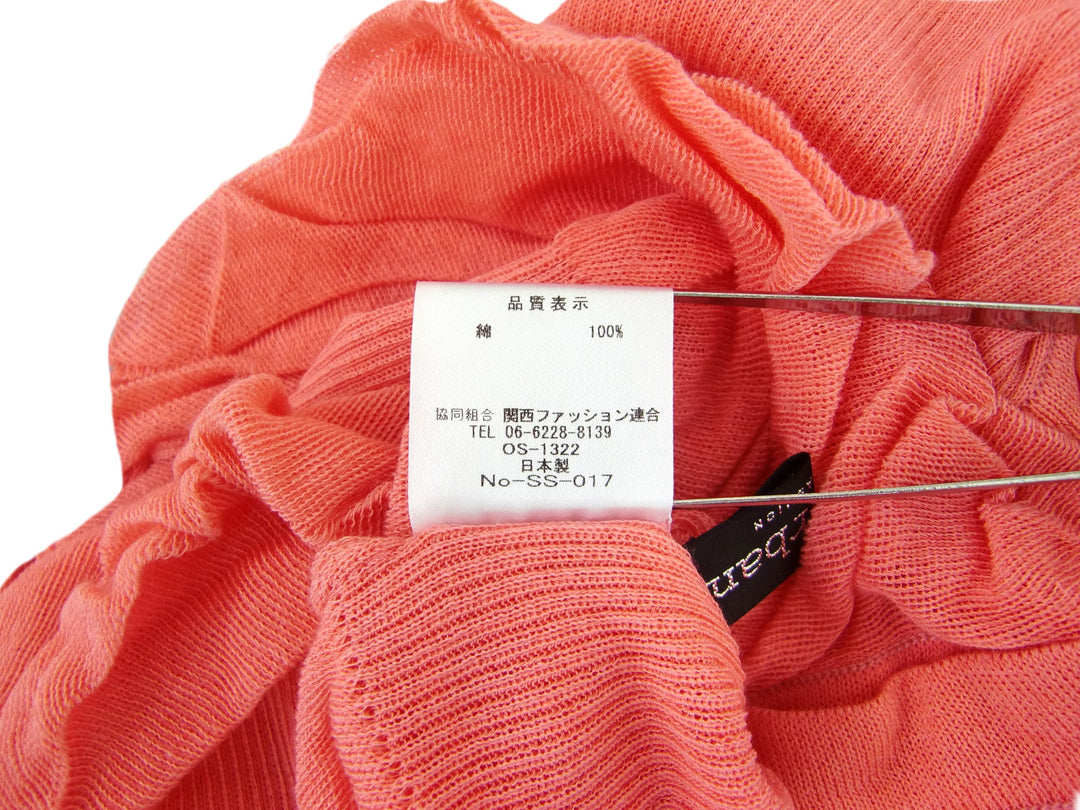 品質表示
綿 100%
協同組合 関西ファッション連合
TEL 06-6228-8139
OS-1322
日本製
No-SS-017